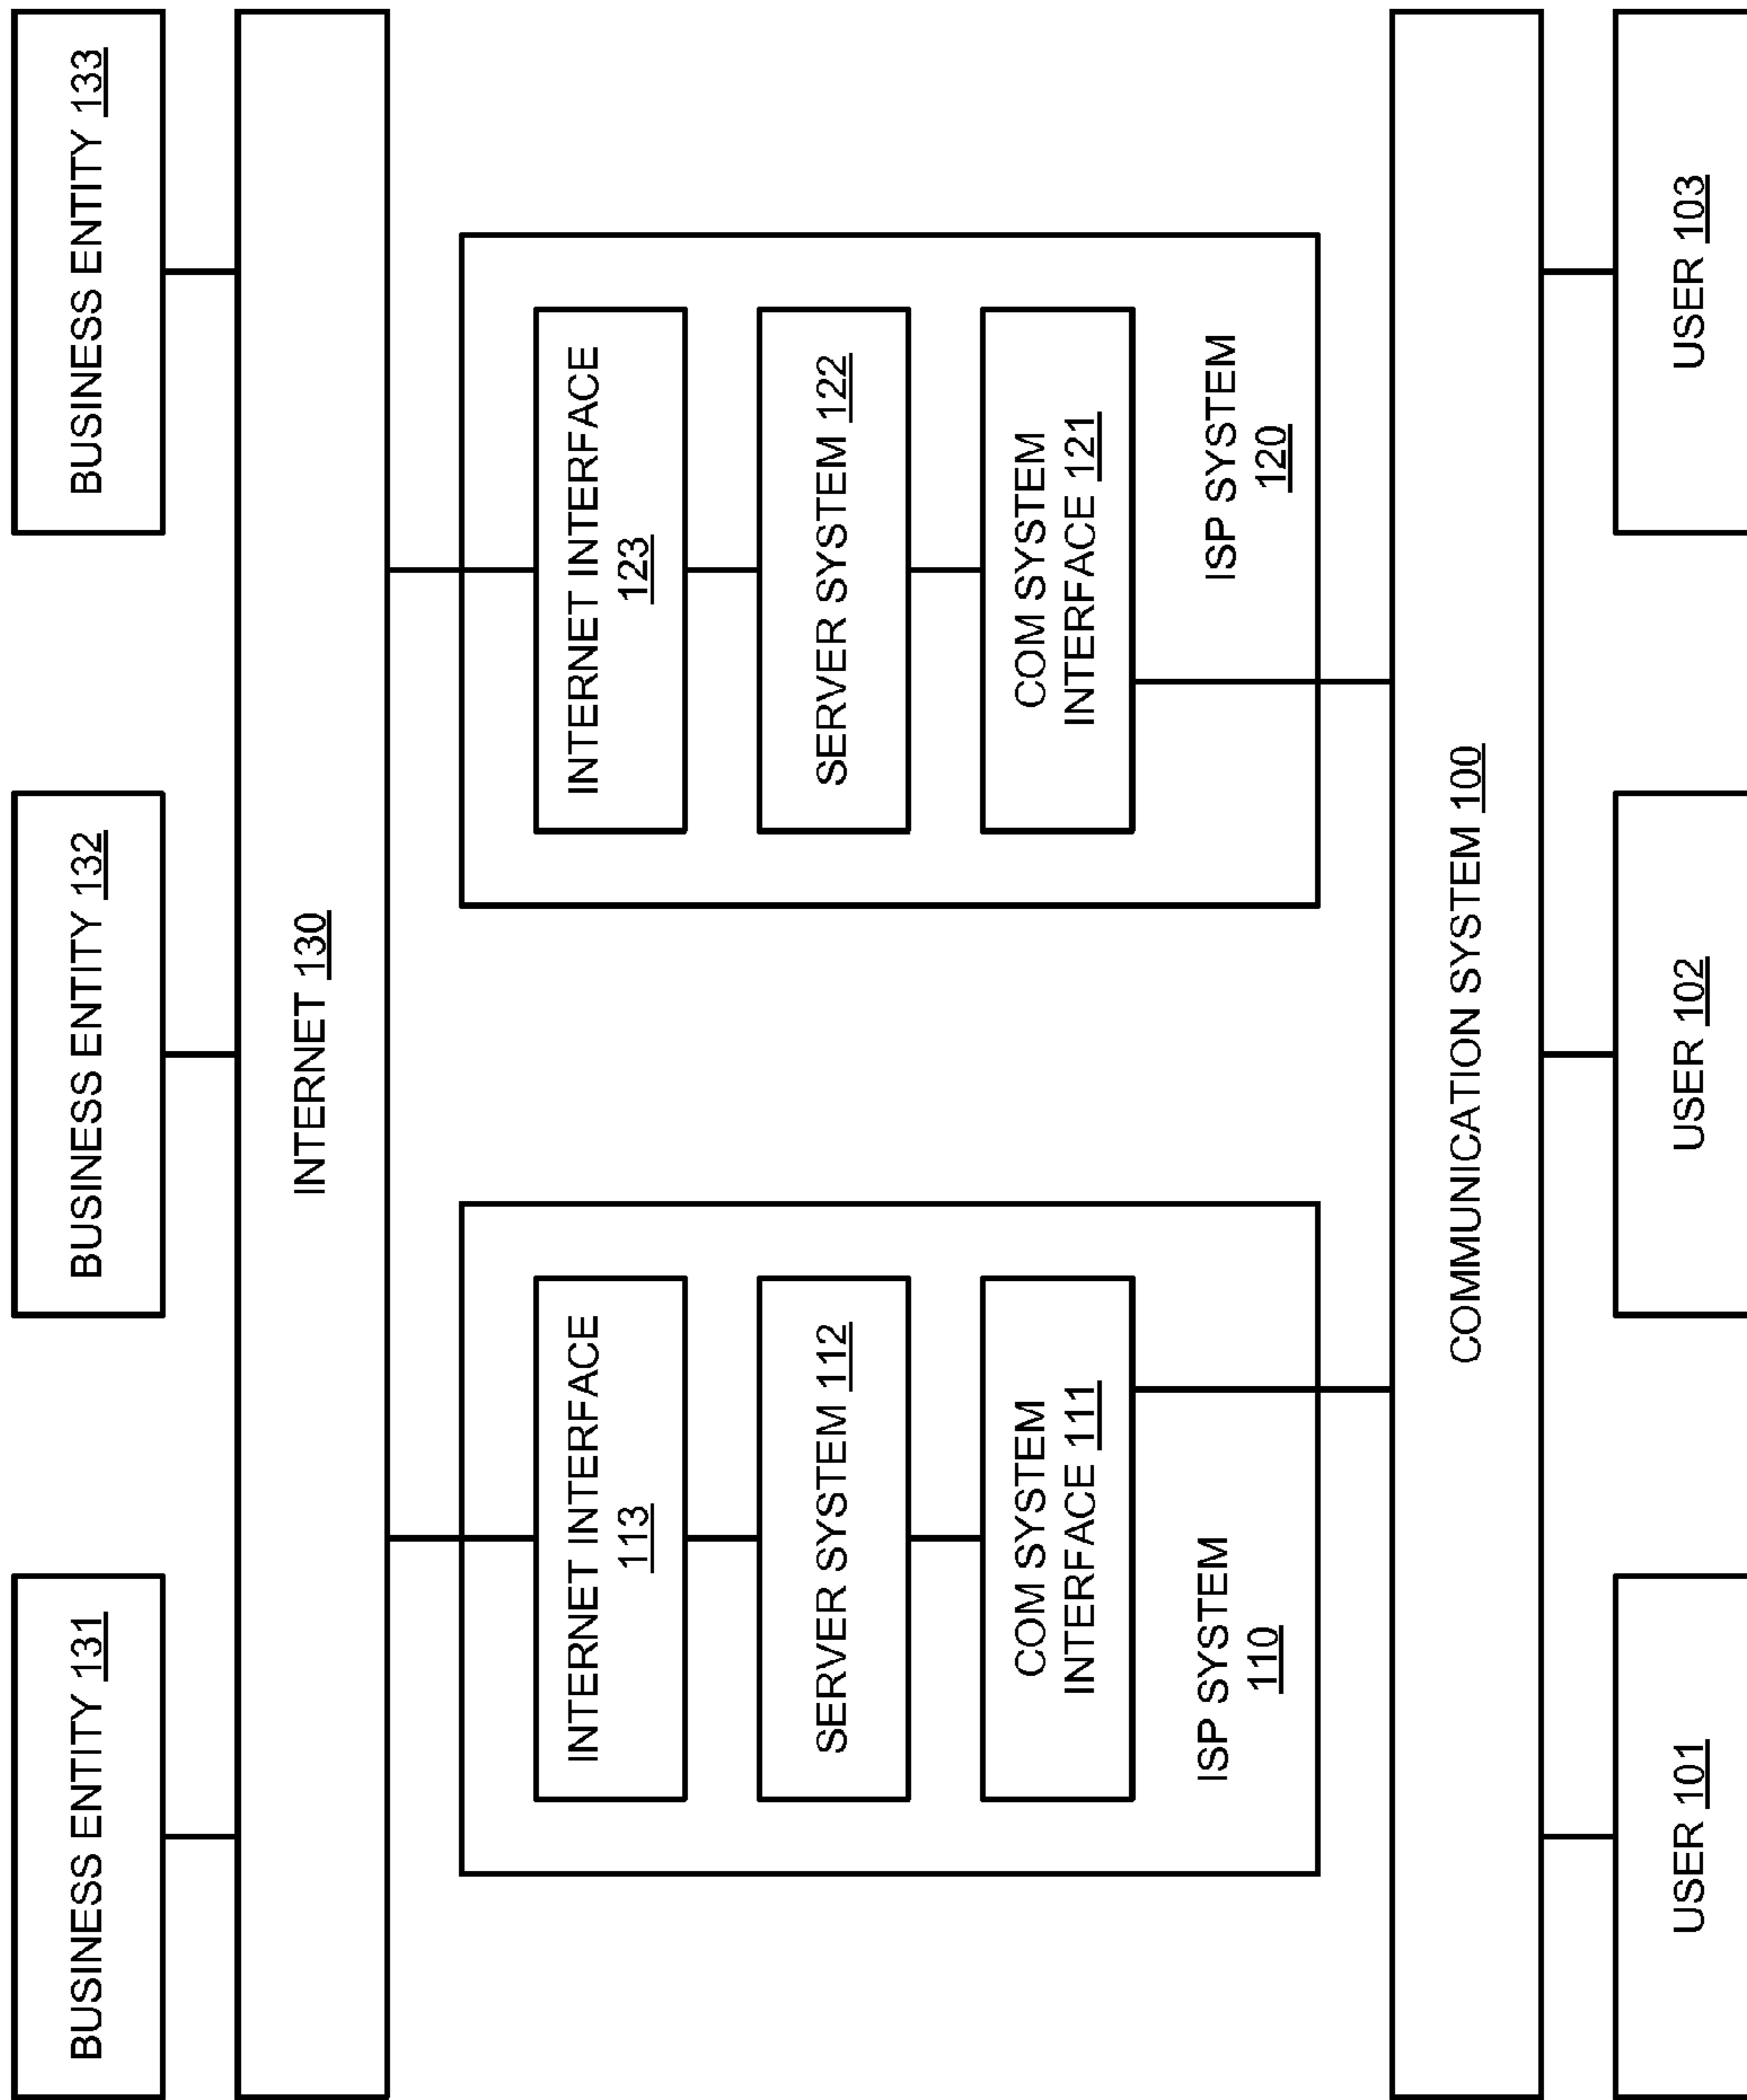 BUSINESS ENTITY 131
BUSINESS ENTITY 132
BUSINESS ENTITY 133
INTERNET 130
INTERNET INTERFACE
113
SERVER SYSTEM 112
COM SYSTEM
INTERFACE 111
ISP SYSTEM
110
INTERNET INTERFACE
123
SERVER SYSTEM 122
COM SYSTEM
INTERFACE 121
ISP SYSTEM
120
COMMUNICATION SYSTEM 100
USER 101
USER 102
USER 103